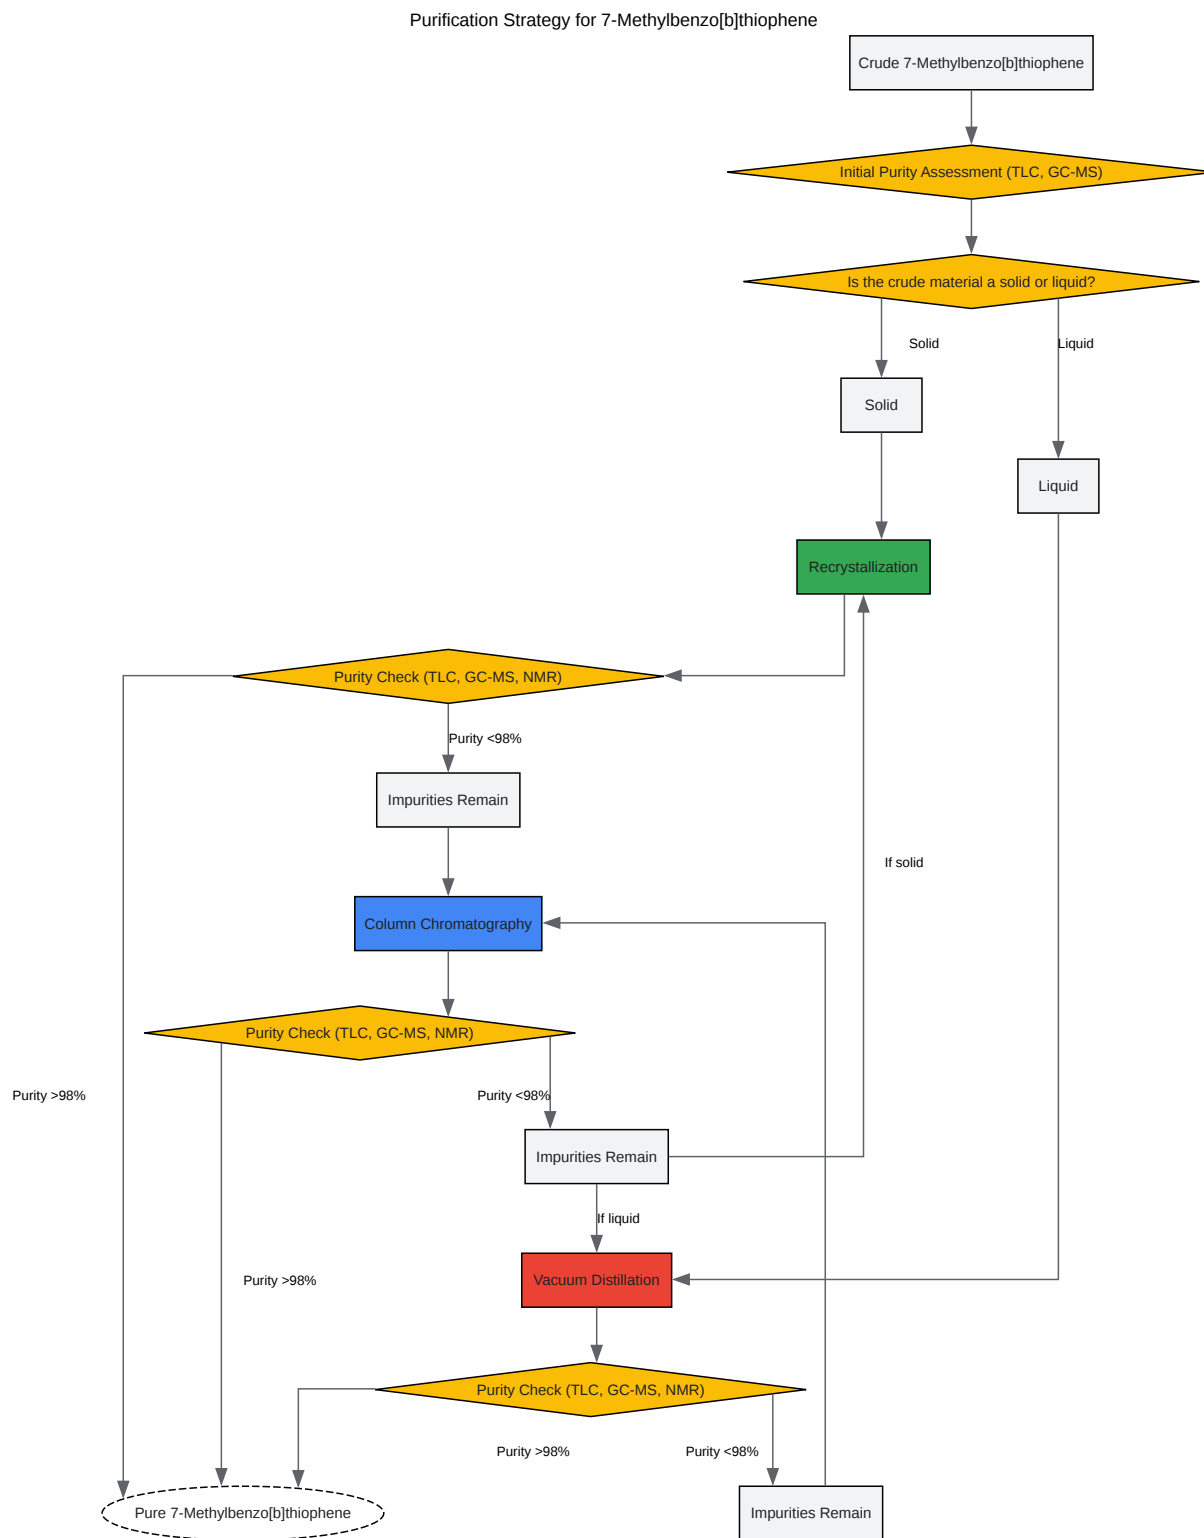 Purification Strategy for 7-Methylbenzo[b]thiophene
Crude 7-Methylbenzo[b]thiophene
Initial Purity Assessment (TLC, GC-MS)
Is the crude material a solid or liquid?
Solid
Liquid
Solid
Liquid
Recrystallization
Purity Check (TLC, GC-MS, NMR)
Purity <98%
Impurities Remain
If solid
Column Chromatography
Purity Check (TLC, GC-MS, NMR)
Purity >98%
Purity <98%
Impurities Remain
If liquid
Purity >98%
Vacuum Distillation
Purity Check (TLC, GC-MS, NMR)
Purity >98%
Purity <98%
Pure 7-Methylbenzo[b]thiophene
Impurities Remain